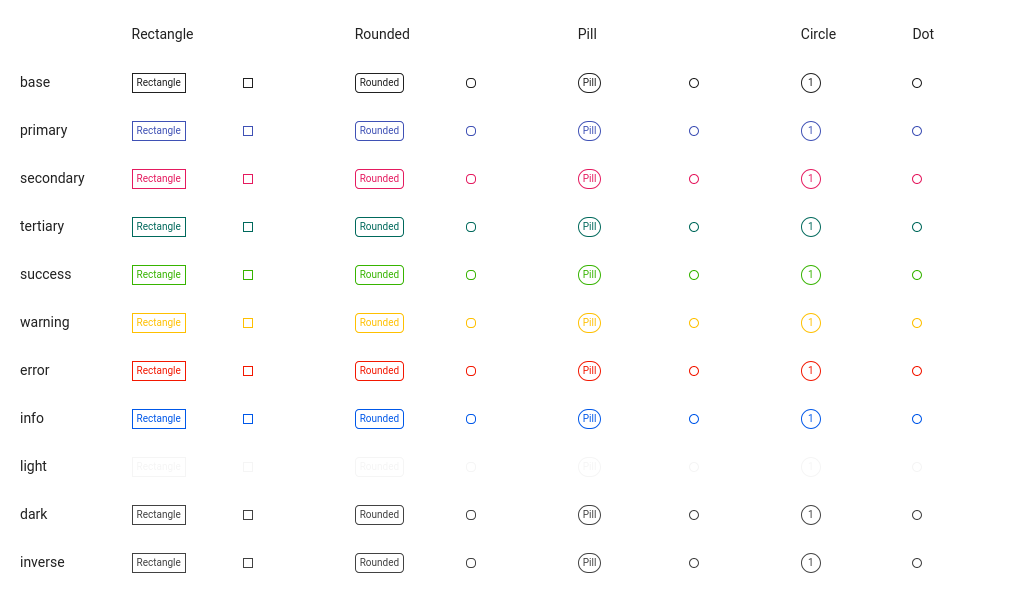 Rectangle Rounded Pill Circle Dot
base Rectangle Rounded Pill 1
primary Rectangle Rounded Pill 1
secondary Rectangle Rounded Pill 1
tertiary Rectangle Rounded Pill 1
success Rectangle Rounded Pill 1
warning Rectangle Rounded Pill 1
error Rectangle Rounded Pill 1
info Rectangle Rounded Pill 1
light Rectangle Rounded Pill 1
dark Rectangle Rounded Pill 1
inverse Rectangle Rounded Pill 1